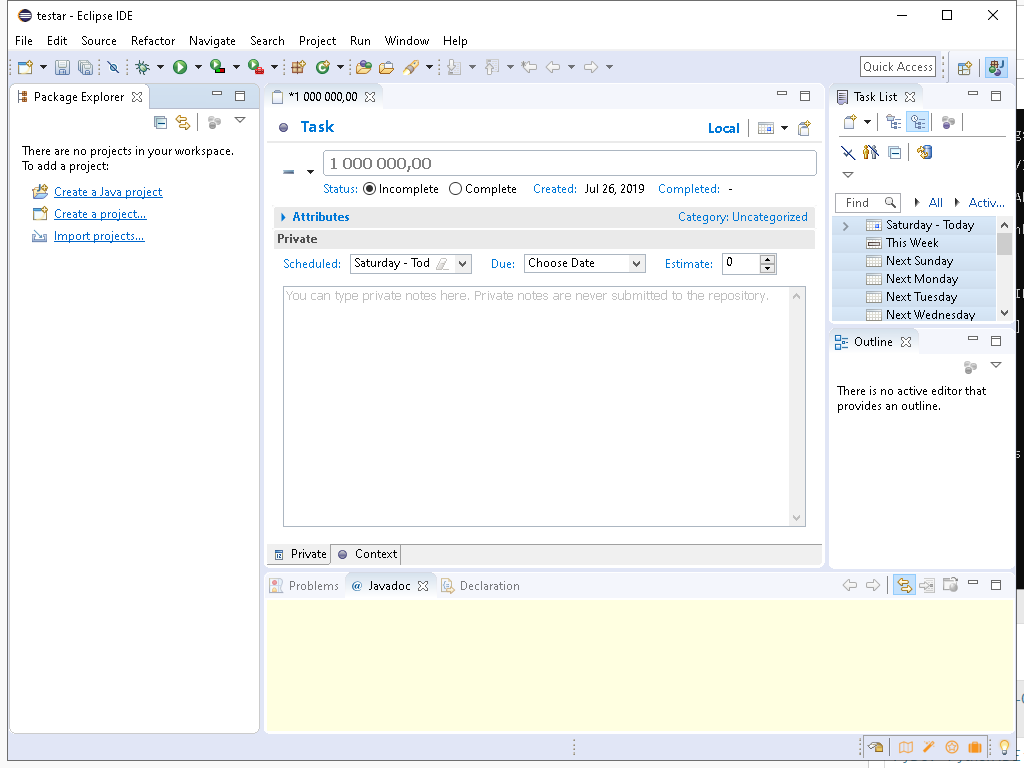 testar - Eclipse IDE
File Edit Source Refactor Navigate Search Project Run Window Help
Quick Access
Package Explorer
There are no projects in your workspace.
To add a project:
Create a Java project
Create a project...
Import projects...
*1 000 000,00
Task
Local
1 000 000,00
Status: Incomplete Complete Created: Jul 26, 2019 Completed: -
Attributes
Category: Uncategorized
Private
Scheduled: Saturday - Tod Due: Choose Date Estimate: 0
You can type private notes here. Private notes are never submitted to the repository.
Private Context
Task List
Find All Activ...
Saturday - Today
This Week
Next Sunday
Next Monday
Next Tuesday
Next Wednesday
Outline
There is no active editor that
provides an outline.
Problems @ Javadoc Declaration